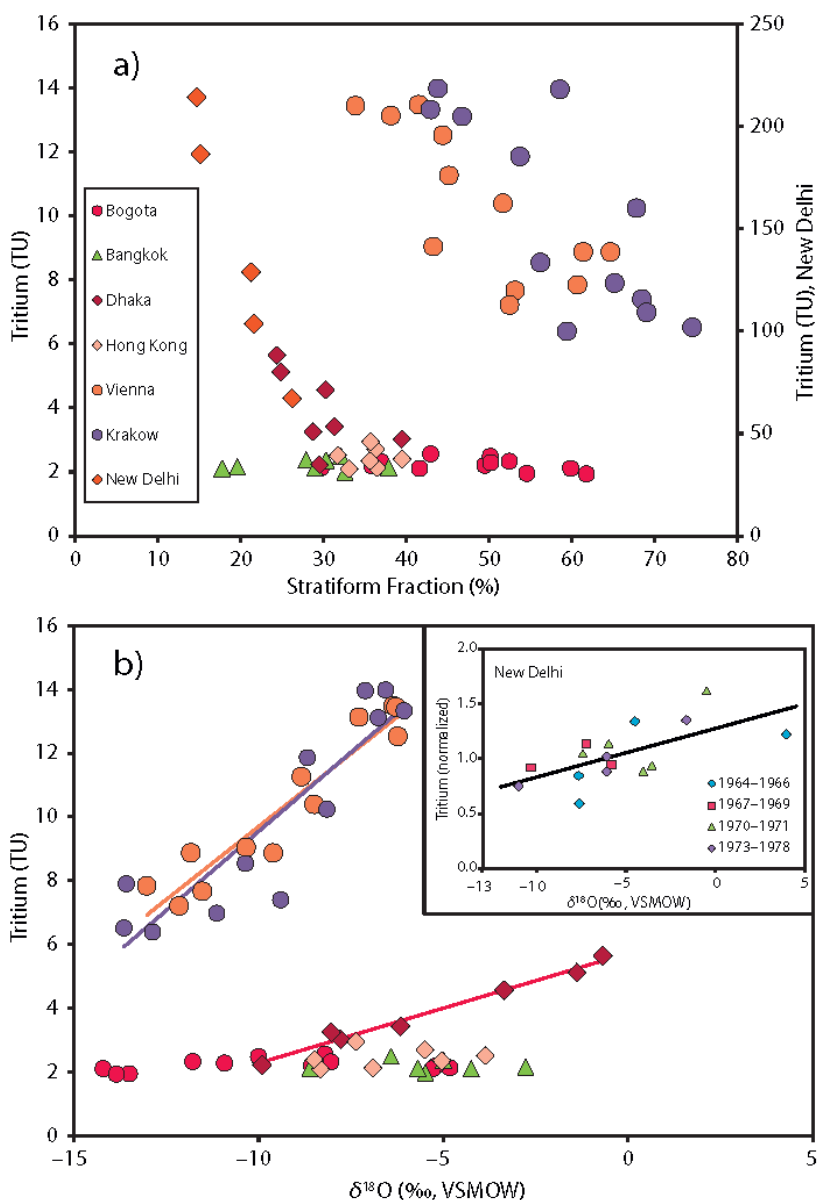 a)
16
14
12
10
8
6
4
2
0
Tritium (TU)
250
200
150
100
50
0
Tritium (TU), New Delhi
Bogota
Bangkok
Dhaka
Hong Kong
Vienna
Krakow
New Delhi
0 10 20 30 40 50 60 70 80
Stratiform Fraction (%)
b)
16
14
12
10
8
6
4
2
0
Tritium (TU)
New Delhi
2.0
1.5
1.0
0.5
0.0
Tritium (normalized)
1964–1966
1967–1969
1970–1971
1973–1978
−13 −10 −5 0 5
δ¹⁸O (‰, VSMOW)
−15 −10 −5 0 5
δ¹⁸O (‰, VSMOW)